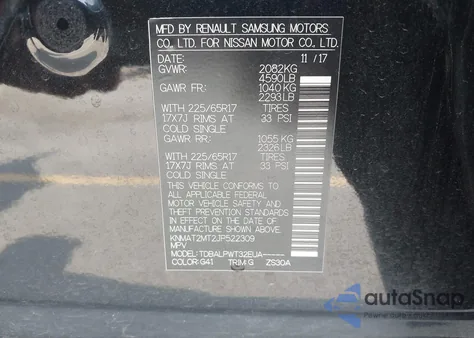 MFD BY RENAULT SAMSUNG MOTORS
CO., LTD. FOR NISSAN MOTOR CO., LTD.
DATE: 11 / 17
GVWR: 2082KG
4590LB
GAWR FR: 1040 KG
2293LB
WITH 225/65R17 TIRES
17X7J RIMS AT 33 PSI
COLD SINGLE
GAWR RR: 1055 KG
2326LB
WITH 225/65R17 TIRES
17X7J RIMS AT 33 PSI
COLD SINGLE
THIS VEHICLE CONFORMS TO
ALL APPLICABLE FEDERAL
MOTOR VEHICLE SAFETY AND
THEFT PREVENTION STANDARDS
IN EFFECT ON THE DATE OF
MANUFACTURE SHOWN ABOVE.
KNMAT2MT2JP522309
MPV
MODEL: TDBALPWT32EUA-----
COLOR: G41 TRIM: G ZS30A
autaSnap